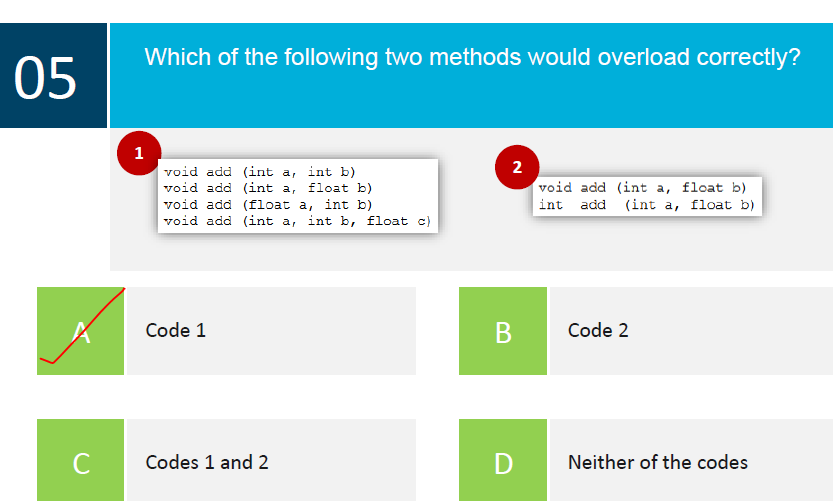 05
Which of the following two methods would overload correctly?
1
void add (int a, int b)
void add (int a, float b)
void add (float a, int b)
void add (int a, int b, float c)
2
void add (int a, float b)
int  add  (int a, float b)
A
Code 1
B
Code 2
C
Codes 1 and 2
D
Neither of the codes